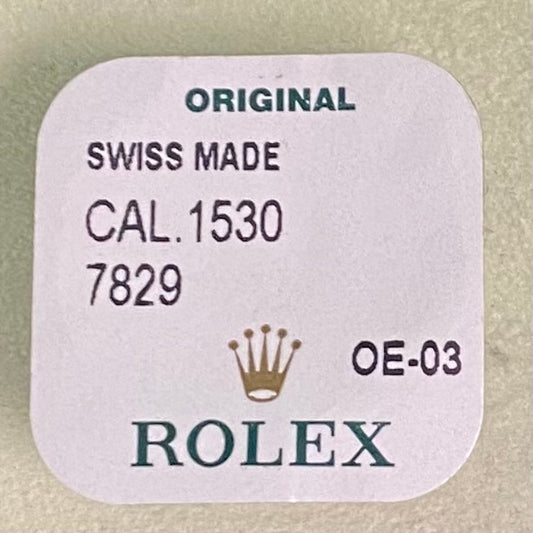 ORIGINAL
SWISS MADE
CAL.1530
7829
OE-03
ROLEX